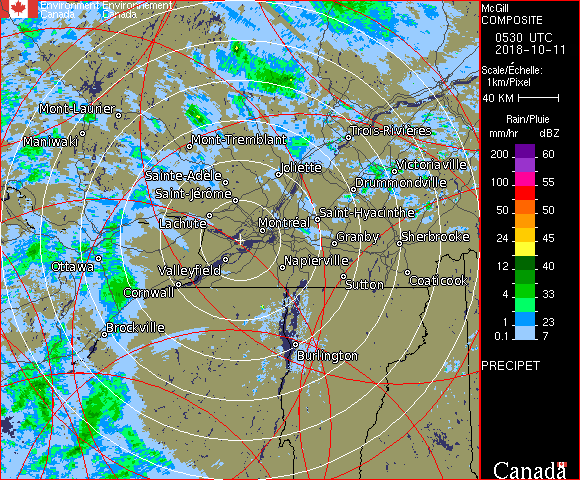 Environment Environnement
Canada Canada
Mont-Laurier
Maniwaki
Mont-Tremblant
Trois-Rivières
Joliette
Victoriaville
Sainte-Adèle
Drummondville
Saint-Jérôme
Saint-Hyacinthe
Lachute
Montréal
Granby
Sherbrooke
Ottawa
Valleyfield
Napierville
Cornwall
Sutton
Coaticook
Brockville
Burlington
McGill
COMPOSITE
0530 UTC
2018-10-11
Scale/Échelle:
1km/Pixel
40 KM
Rain/Pluie
mm/hr dBZ
200 60
100 55
50 50
24 45
12 40
4 33
1 23
0.1 7
PRECIPET
Canada